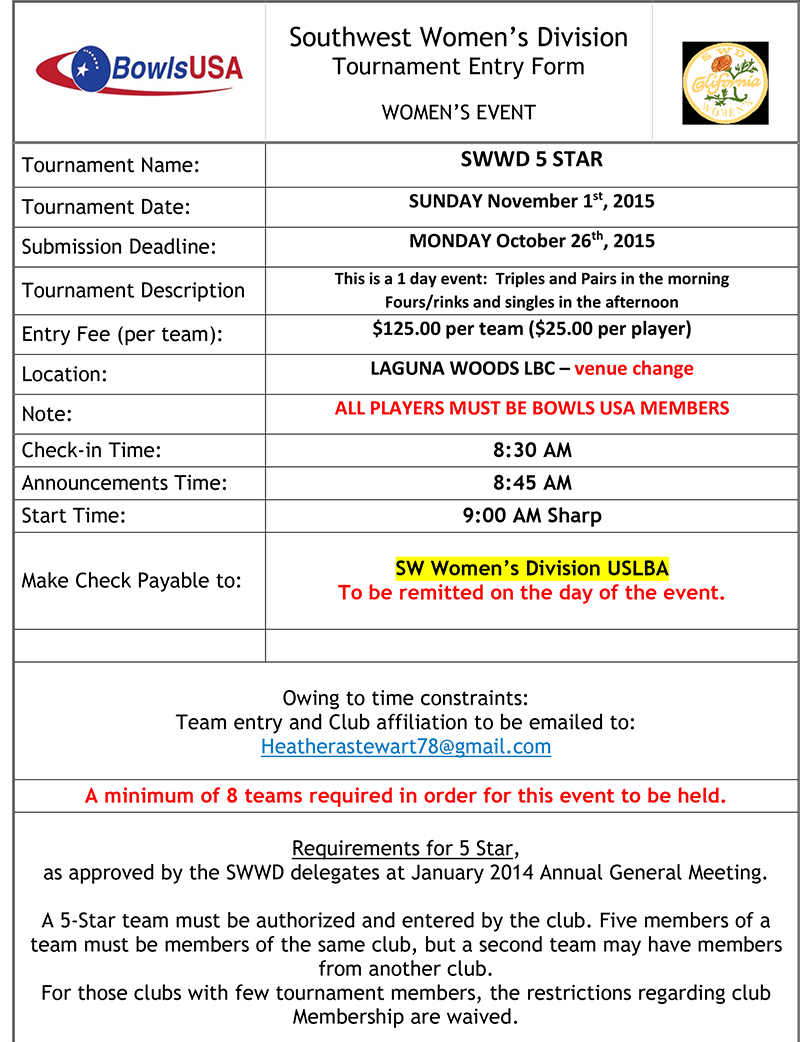 BowlsUSA
Southwest Women's Division
Tournament Entry Form
WOMEN'S EVENT
SWD
California
WOMEN'S
Tournament Name:
SWWD 5 STAR
Tournament Date:
SUNDAY November 1st, 2015
Submission Deadline:
MONDAY October 26th, 2015
Tournament Description
This is a 1 day event: Triples and Pairs in the morning
Fours/rinks and singles in the afternoon
Entry Fee (per team):
$125.00 per team ($25.00 per player)
Location:
LAGUNA WOODS LBC – venue change
Note:
ALL PLAYERS MUST BE BOWLS USA MEMBERS
Check-in Time:
8:30 AM
Announcements Time:
8:45 AM
Start Time:
9:00 AM Sharp
Make Check Payable to:
SW Women's Division USLBA
To be remitted on the day of the event.
Owing to time constraints:
Team entry and Club affiliation to be emailed to:
Heatherastewart78@gmail.com
A minimum of 8 teams required in order for this event to be held.
Requirements for 5 Star,
as approved by the SWWD delegates at January 2014 Annual General Meeting.
A 5-Star team must be authorized and entered by the club. Five members of a
team must be members of the same club, but a second team may have members
from another club.
For those clubs with few tournament members, the restrictions regarding club
Membership are waived.